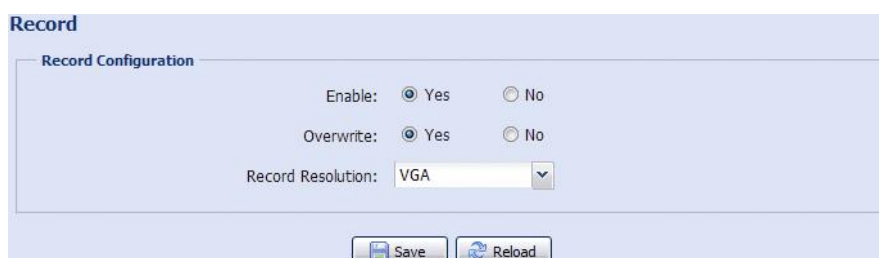 Record
Record Configuration
Enable: Yes No
Overwrite: Yes No
Record Resolution: VGA
Save Reload